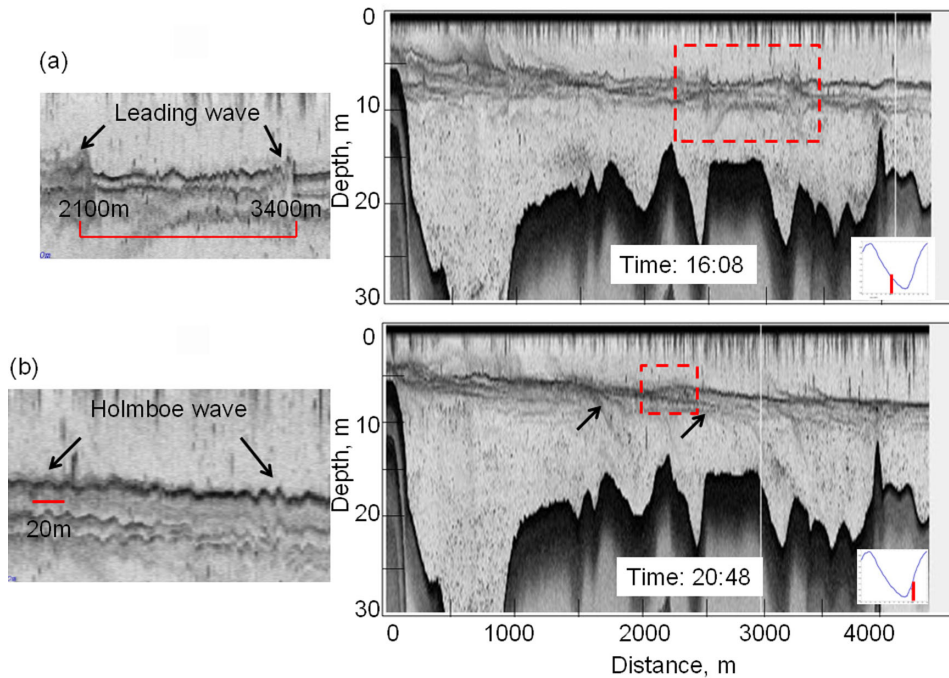 (a)
Leading wave
2100m
3400m
0
10
20
30
Depth, m
Time: 16:08
(b)
Holmboe wave
20m
0
10
20
30
Depth, m
Time: 20:48
0
1000
2000
3000
4000
Distance, m